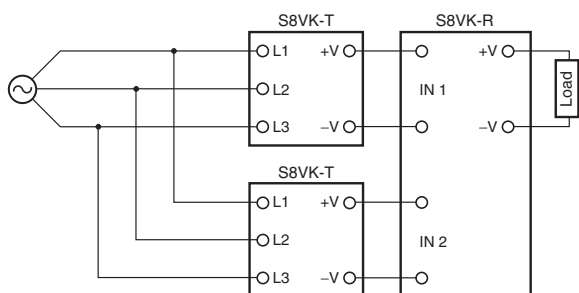 S8VK-T
S8VK-R
L1
+V
+V
L2
IN 1
Load
L3
−V
−V
S8VK-T
L1
+V
L2
IN 2
L3
−V